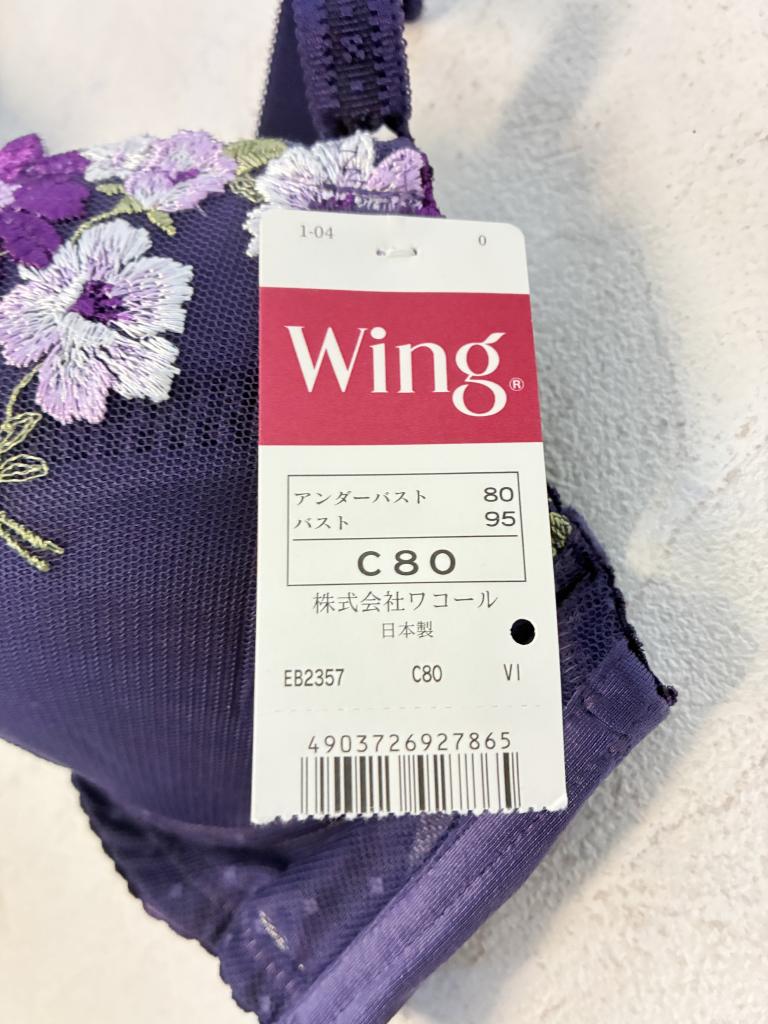 1-04 0
Wing®
アンダーバスト 80
バスト 95
C80
株式会社ワコール
日本製
EB2357 C80 VI
4903726927865